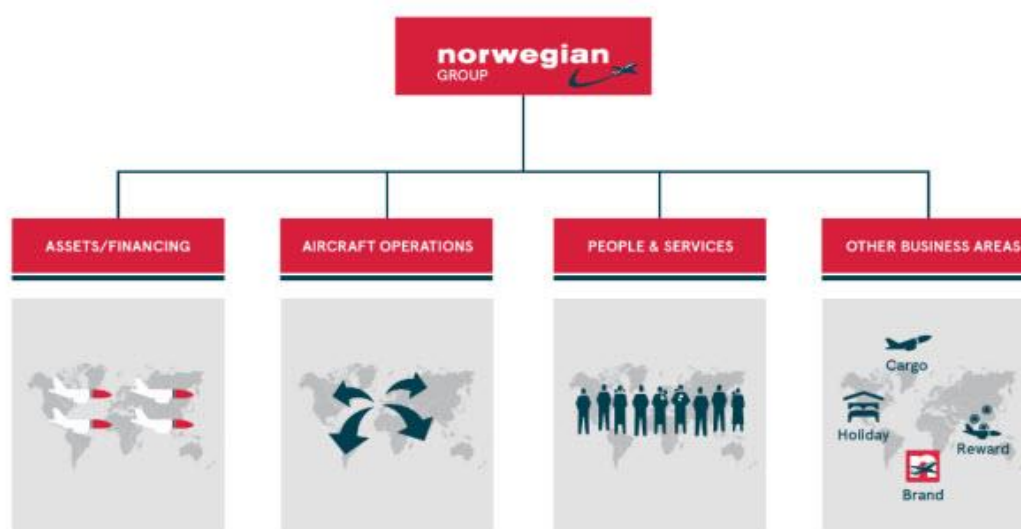 norwegian
GROUP
ASSETS/FINANCING
AIRCRAFT OPERATIONS
PEOPLE & SERVICES
OTHER BUSINESS AREAS
Cargo
Holiday
Reward
Brand